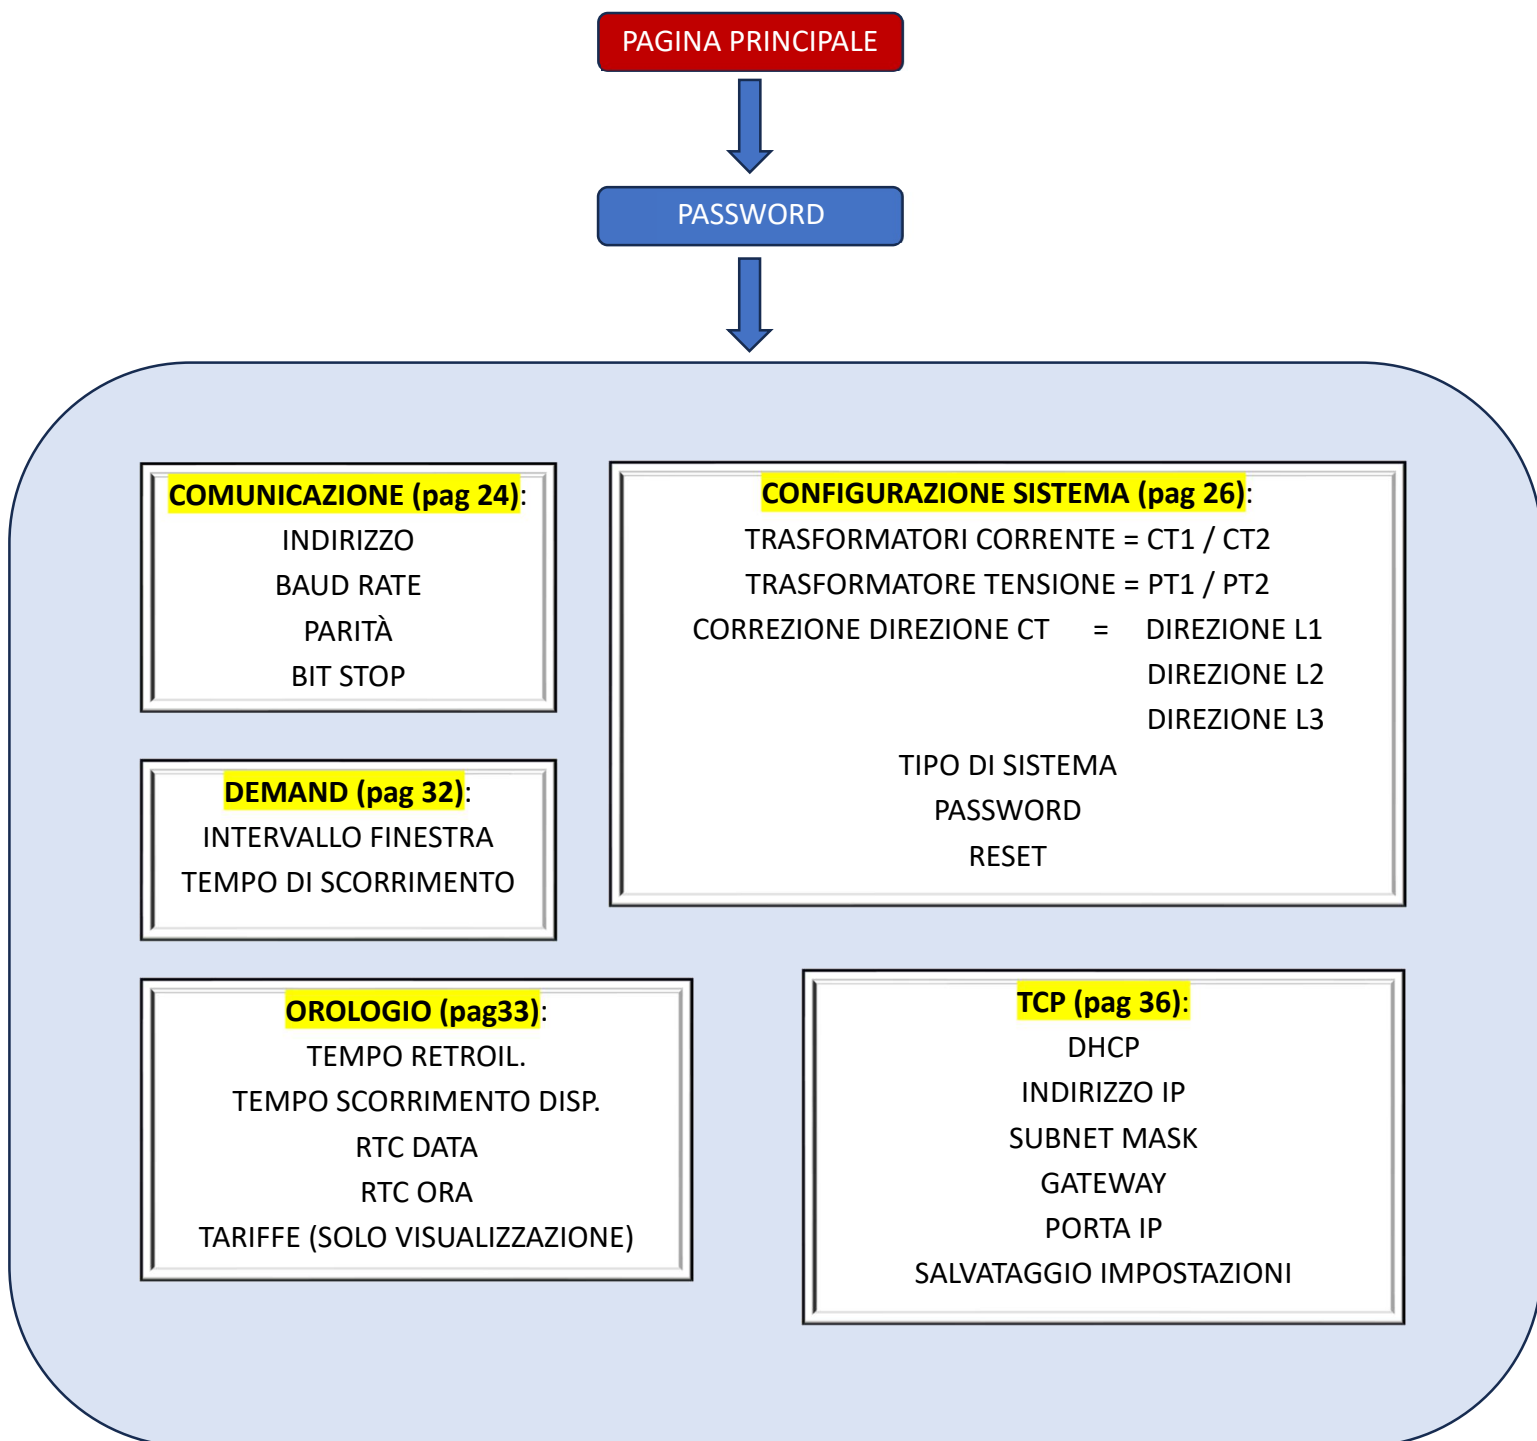 PAGINA PRINCIPALE
PASSWORD
COMUNICAZIONE (pag 24):
INDIRIZZO
BAUD RATE
PARITÀ
BIT STOP
CONFIGURAZIONE SISTEMA (pag 26):
TRASFORMATORI CORRENTE = CT1 / CT2
TRASFORMATORE TENSIONE = PT1 / PT2
CORREZIONE DIREZIONE CT = DIREZIONE L1
DIREZIONE L2
DIREZIONE L3
TIPO DI SISTEMA
PASSWORD
RESET
DEMAND (pag 32):
INTERVALLO FINESTRA
TEMPO DI SCORRIMENTO
OROLOGIO (pag33):
TEMPO RETROIL.
TEMPO SCORRIMENTO DISP.
RTC DATA
RTC ORA
TARIFFE (SOLO VISUALIZZAZIONE)
TCP (pag 36):
DHCP
INDIRIZZO IP
SUBNET MASK
GATEWAY
PORTA IP
SALVATAGGIO IMPOSTAZIONI